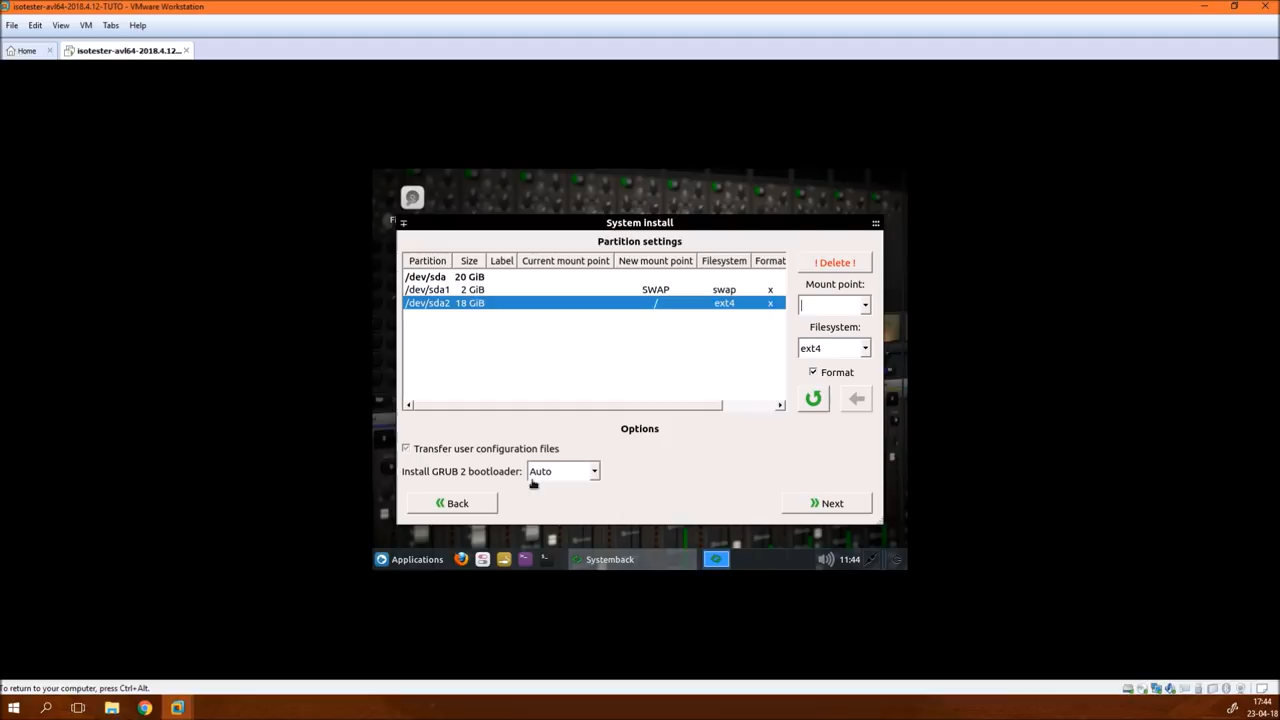 isotester-avl64-2018.4.12-TUTO - VMware Workstation
File Edit View VM Tabs Help
Home isotester-avl64-2018.4.12...
Fi
System install
Partition settings
Partition Size Label Current mount point New mount point Filesystem Format
/dev/sda 20 GiB
/dev/sda1 2 GiB SWAP swap x
/dev/sda2 18 GiB / ext4 x
! Delete !
Mount point:
Filesystem:
ext4
Format
Options
Transfer user configuration files
Install GRUB 2 bootloader: Auto
Back Next
Applications Systemback 11:44
To return to your computer, press Ctrl+Alt.
17:44
23-04-18